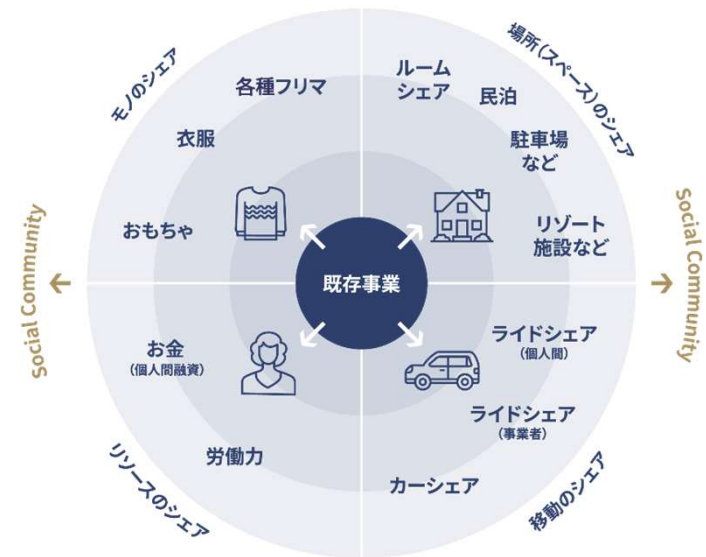 モノのシェア
各種フリマ
衣服
おもちゃ
場所(スペース)のシェア
ルーム
シェア
民泊
駐車場
など
リゾート
施設など
Social Community
既存事業
Social Community
お金
(個人間融資)
労働力
リソースのシェア
ライドシェア
(個人間)
ライドシェア
(事業者)
カーシェア
移動のシェア